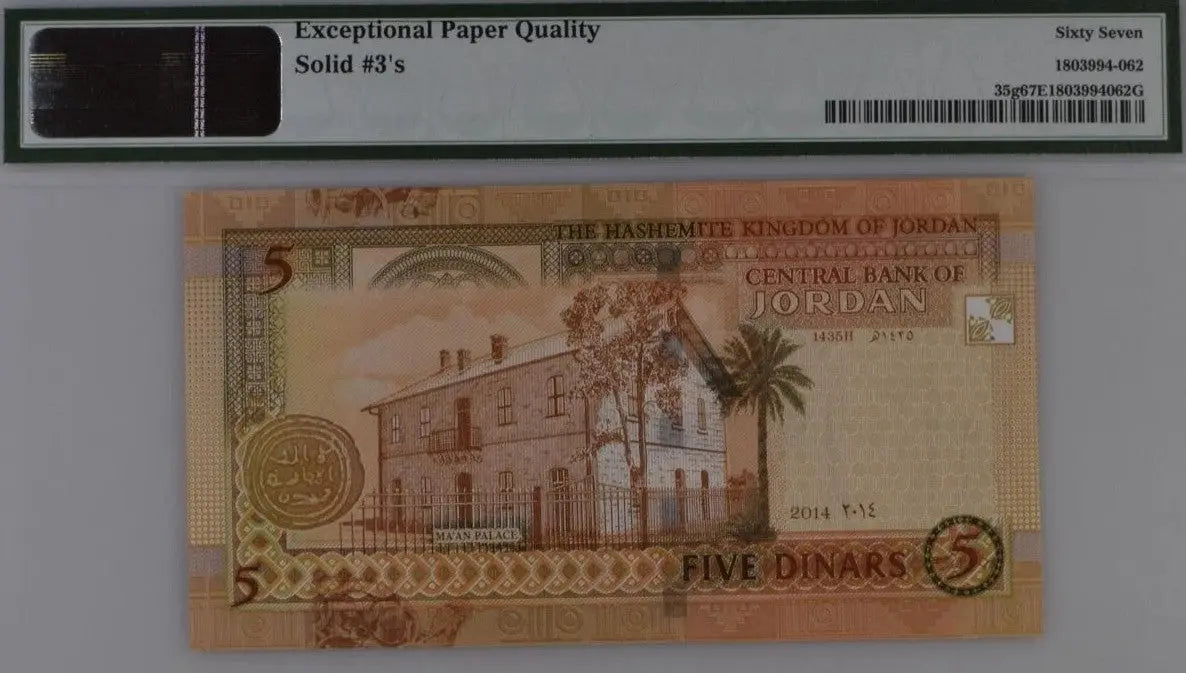 Exceptional Paper Quality
Solid #3's
Sixty Seven
1803994-062
35g67E1803994062G
5
THE HASHEMITE KINGDOM OF JORDAN
CENTRAL BANK OF
JORDAN
1435H ١٤٣٥هـ
MA'AN PALACE
2014 ٢٠١٤
5
FIVE DINARS
5